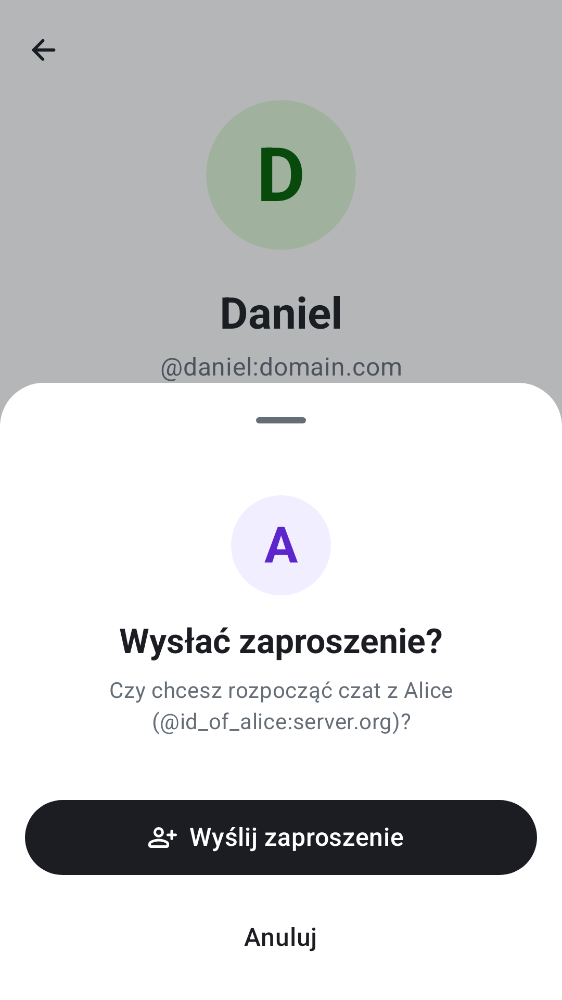 D
Daniel
@daniel:domain.com
A
Wysłać zaproszenie?
Czy chcesz rozpocząć czat z Alice
(@id_of_alice:server.org)?
Wyślij zaproszenie
Anuluj